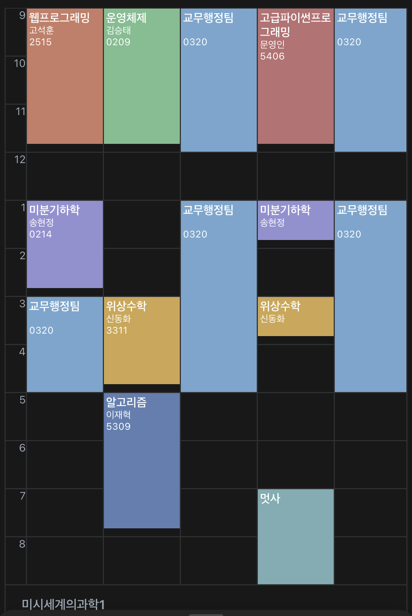 9
웹프로그래밍
고석훈
2515
운영체제
김승태
0209
교무행정팀
0320
고급파이썬프로
그래밍
문영인
5406
교무행정팀
0320
10
11
12
1
미분기하학
송현정
0214
교무행정팀
0320
미분기하학
송현정
교무행정팀
0320
2
3
교무행정팀
0320
위상수학
신동화
3311
위상수학
신동화
4
5
알고리즘
이재혁
5309
6
7
멋사
8
미시세계의과학1